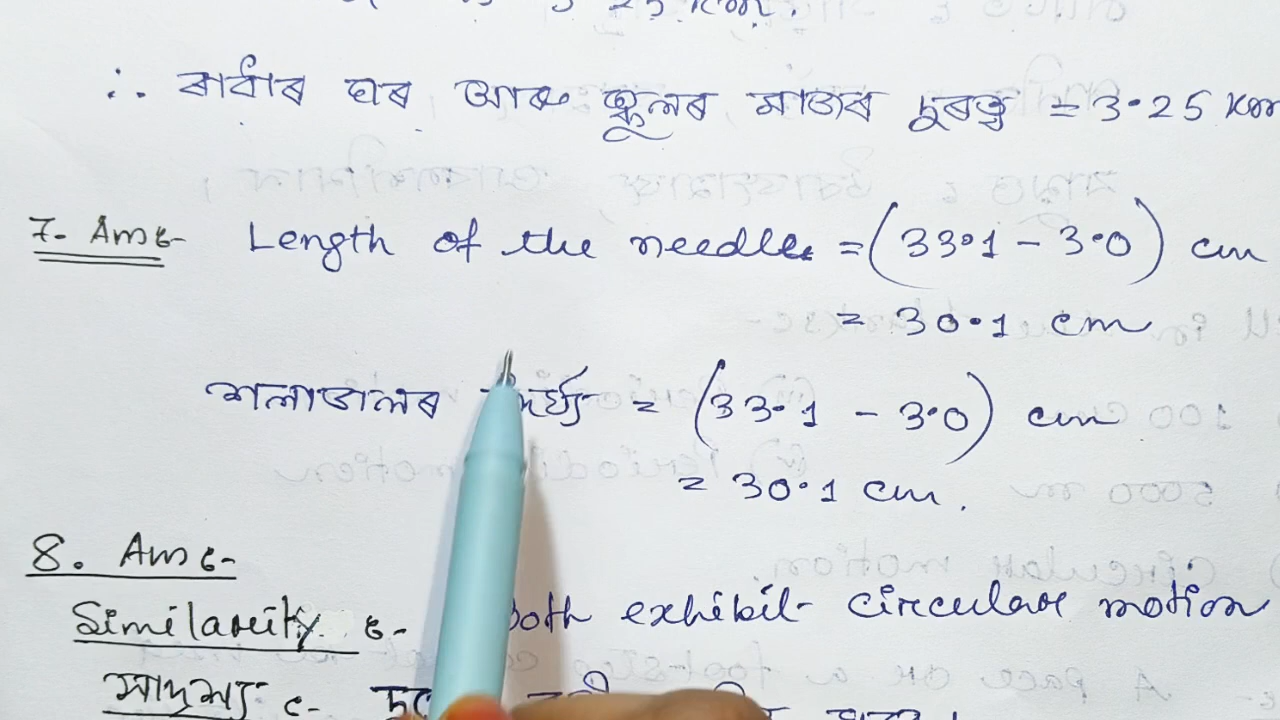 ∴ ৰাধাৰ ঘৰ আৰু স্কুলৰ মাজৰ দূৰত্ব = 3.25 km
7. Ans:- Length of the needle = (33.1 - 3.0) cm
= 30.1 cm
শলাডালৰ = (33.1 - 3.0) cm
= 30.1 cm.
8. Ans:-
Similarity :- both exhibit circular motion
সাদৃশ্য :-